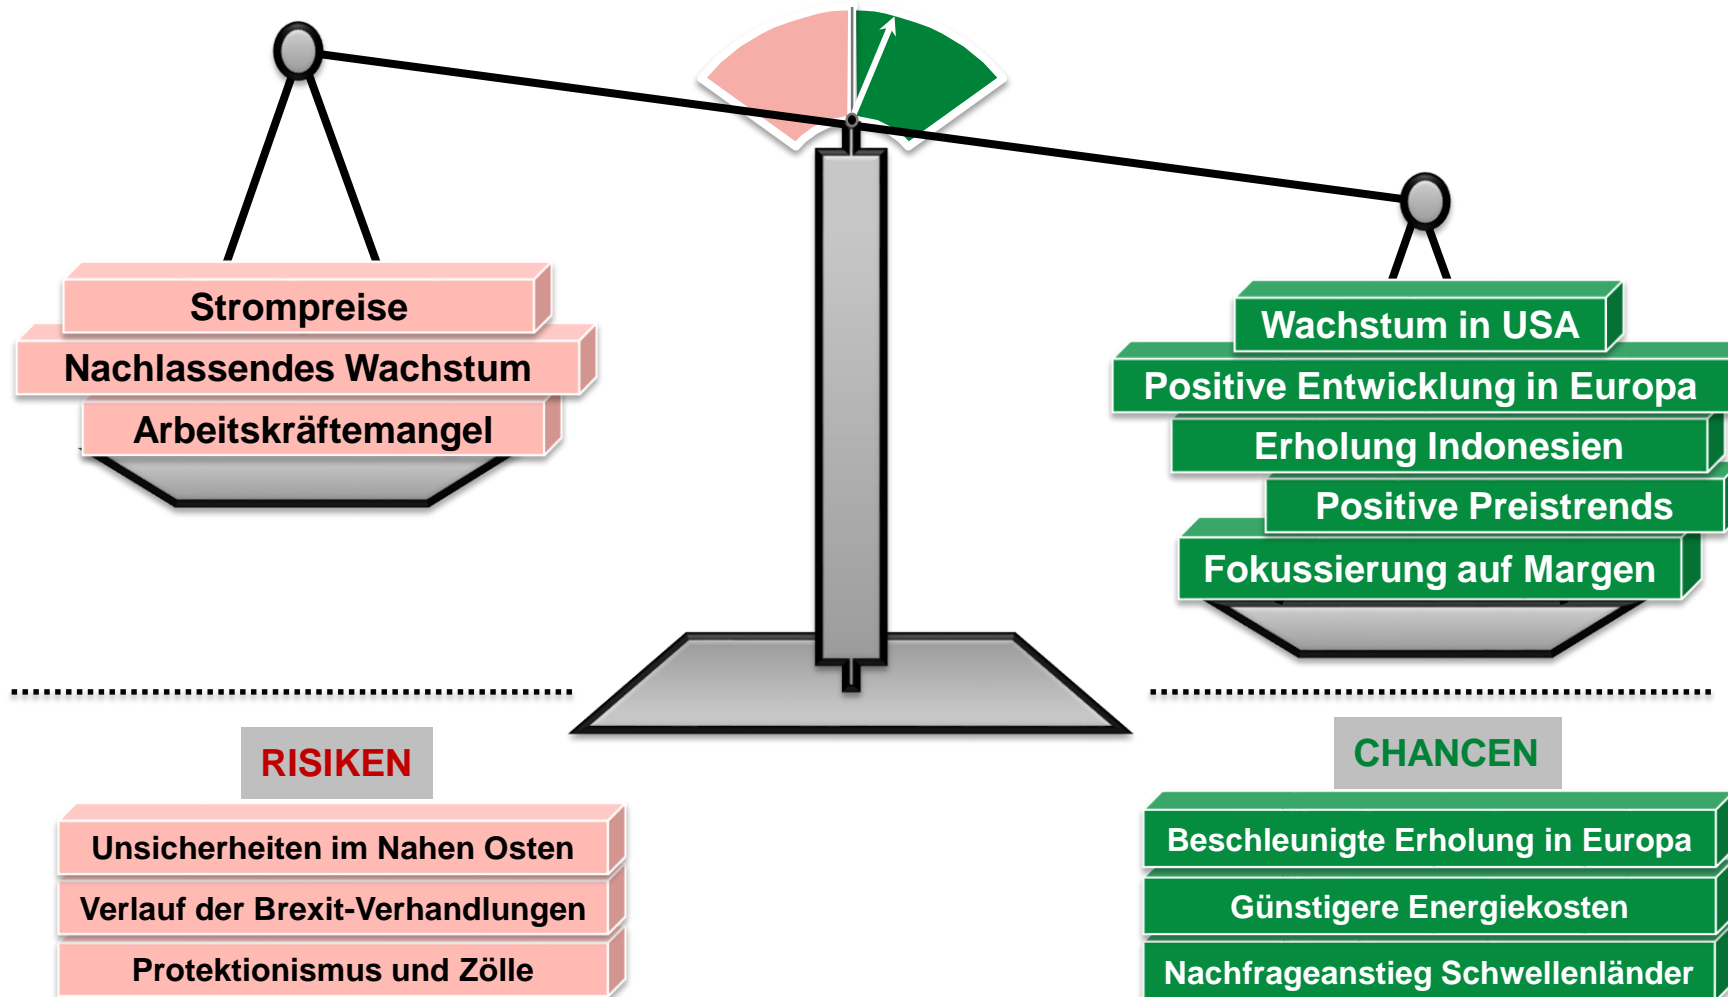 Strompreise
Nachlassendes Wachstum
Arbeitskräftemangel
Wachstum in USA
Positive Entwicklung in Europa
Erholung Indonesien
Positive Preistrends
Fokussierung auf Margen
RISIKEN
Unsicherheiten im Nahen Osten
Verlauf der Brexit-Verhandlungen
Protektionismus und Zölle
CHANCEN
Beschleunigte Erholung in Europa
Günstigere Energiekosten
Nachfrageanstieg Schwellenländer